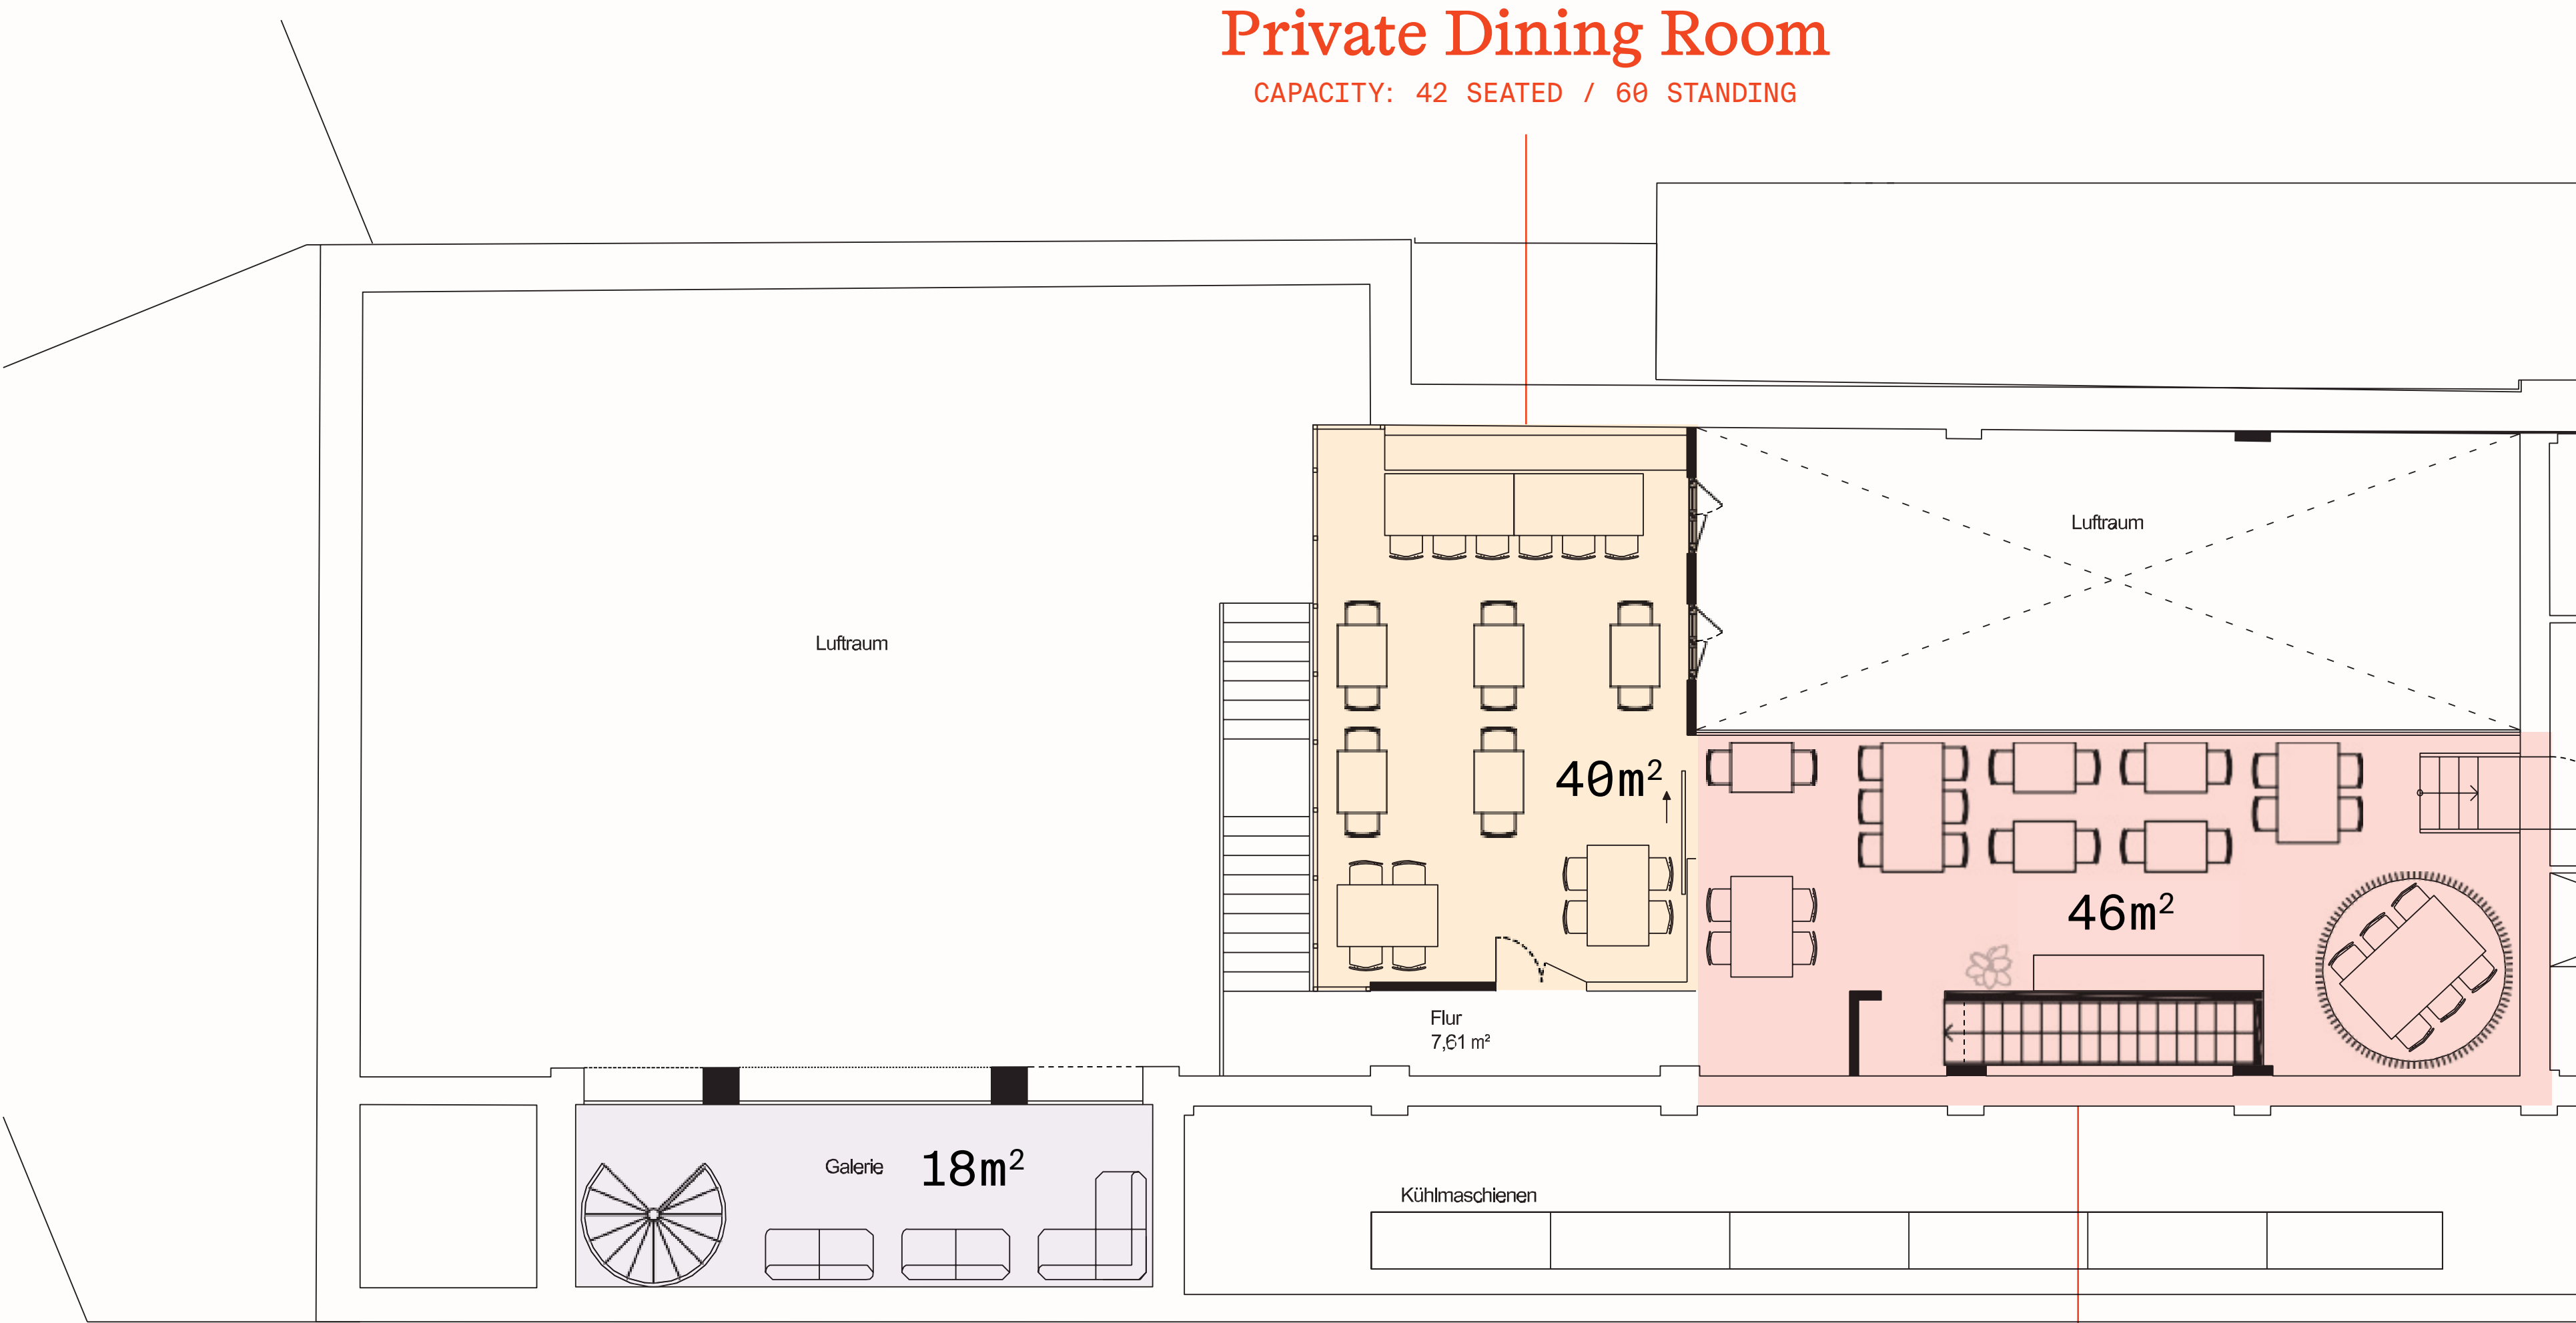 Private Dining Room
CAPACITY: 42 SEATED / 60 STANDING
Luftraum
Luftraum
40m²
46m²
Flur
7,61 m²
Galerie
18m²
Kühlmaschienen